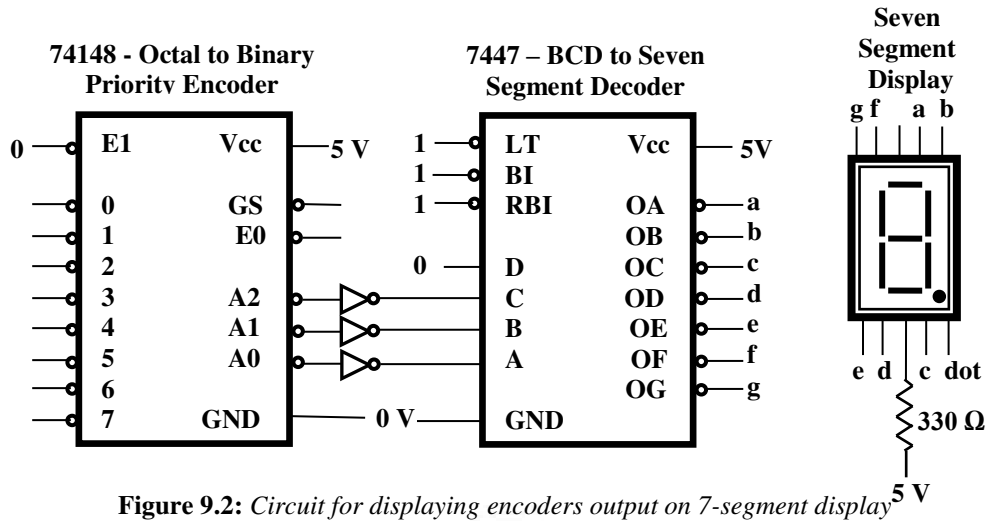 74148 - Octal to Binary
Priority Encoder
7447 – BCD to Seven
Segment Decoder
Seven
Segment
Display
g f a b
0 E1 Vcc 5 V
0 GS
1 E0
2
3 A2
4 A1
5 A0
6
7 GND 0 V
1 LT Vcc 5V
1 BI
1 RBI OA a
OB b
0 D OC c
C OD d
B OE e
A OF f
OG g
GND
e d c dot
330 Ω
5 V
Figure 9.2: Circuit for displaying encoders output on 7-segment display